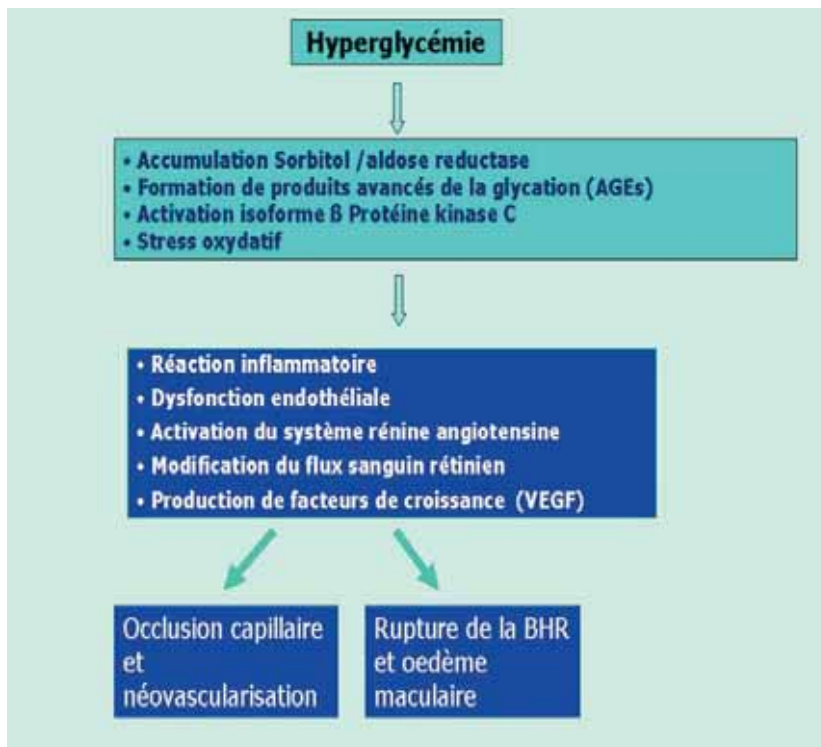 Hyperglycémie
• Accumulation Sorbitol /aldose reductase
• Formation de produits avancés de la glycation (AGEs)
• Activation isoforme ß Protéine kinase C
• Stress oxydatif
• Réaction inflammatoire
• Dysfonction endothéliale
• Activation du système rénine angiotensine
• Modification du flux sanguin rétinien
• Production de facteurs de croissance (VEGF)
Occlusion capillaire
et
néovascularisation
Rupture de la BHR
et oedème
maculaire